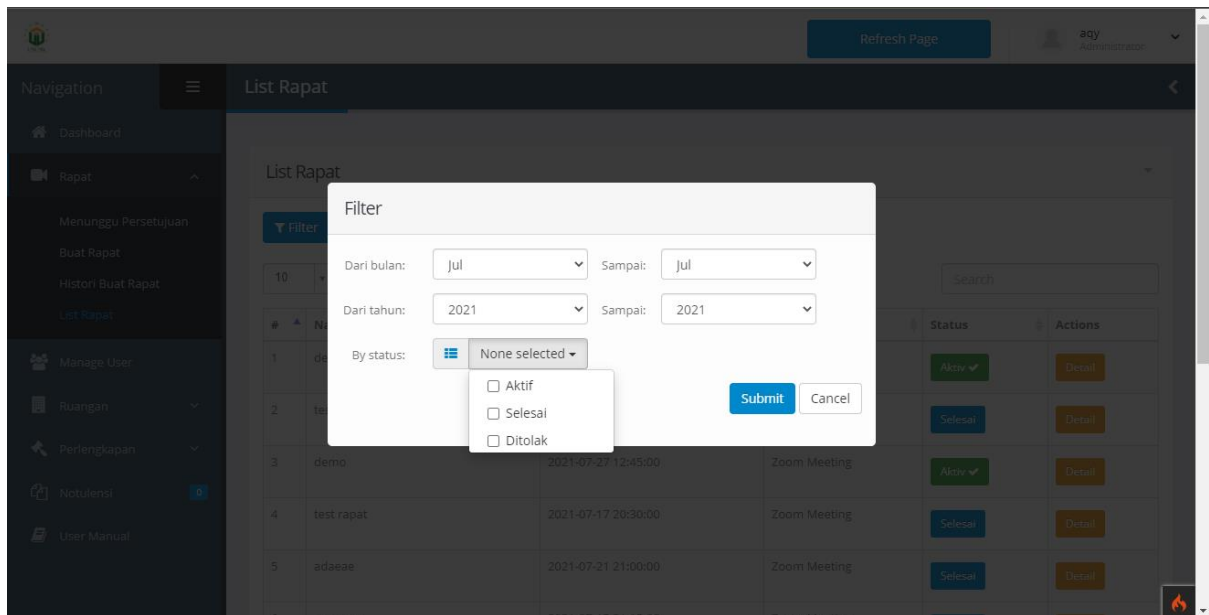 Refresh Page
aqy
Administrator
Navigation
List Rapat
Dashboard
Rapat
Menunggu Persetujuan
Buat Rapat
Histori Buat Rapat
List Rapat
Manage User
Ruangan
Perlengkapan
Notulensi 0
User Manual
List Rapat
Filter
10
Search
# Status Actions
1 Aktiv Detail
2 Selesai Detail
3 demo 2021-07-27 12:45:00 Zoom Meeting Aktiv Detail
4 test rapat 2021-07-17 20:30:00 Zoom Meeting Selesai Detail
5 adaeae 2021-07-21 21:00:00 Zoom Meeting Selesai Detail
Filter
Dari bulan: Jul Sampai: Jul
Dari tahun: 2021 Sampai: 2021
By status: None selected
Aktif
Selesai
Ditolak
Submit Cancel